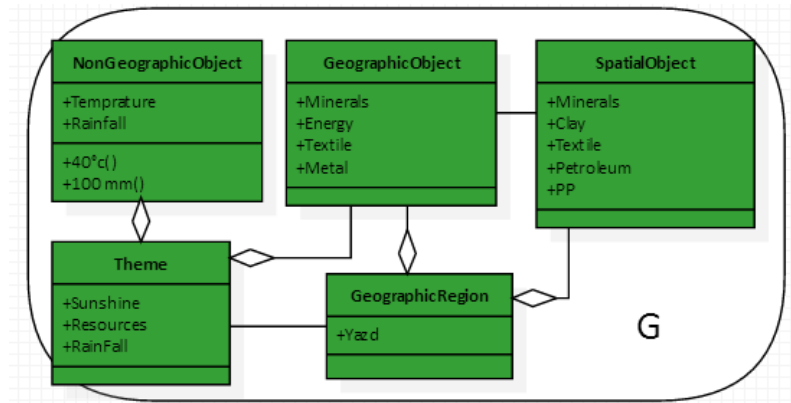 NonGeographicObject
+Temprature
+Rainfall
+40°c()
+100 mm()
GeographicObject
+Minerals
+Energy
+Textile
+Metal
SpatialObject
+Minerals
+Clay
+Textile
+Petroleum
+PP
Theme
+Sunshine
+Resources
+RainFall
GeographicRegion
+Yazd
G